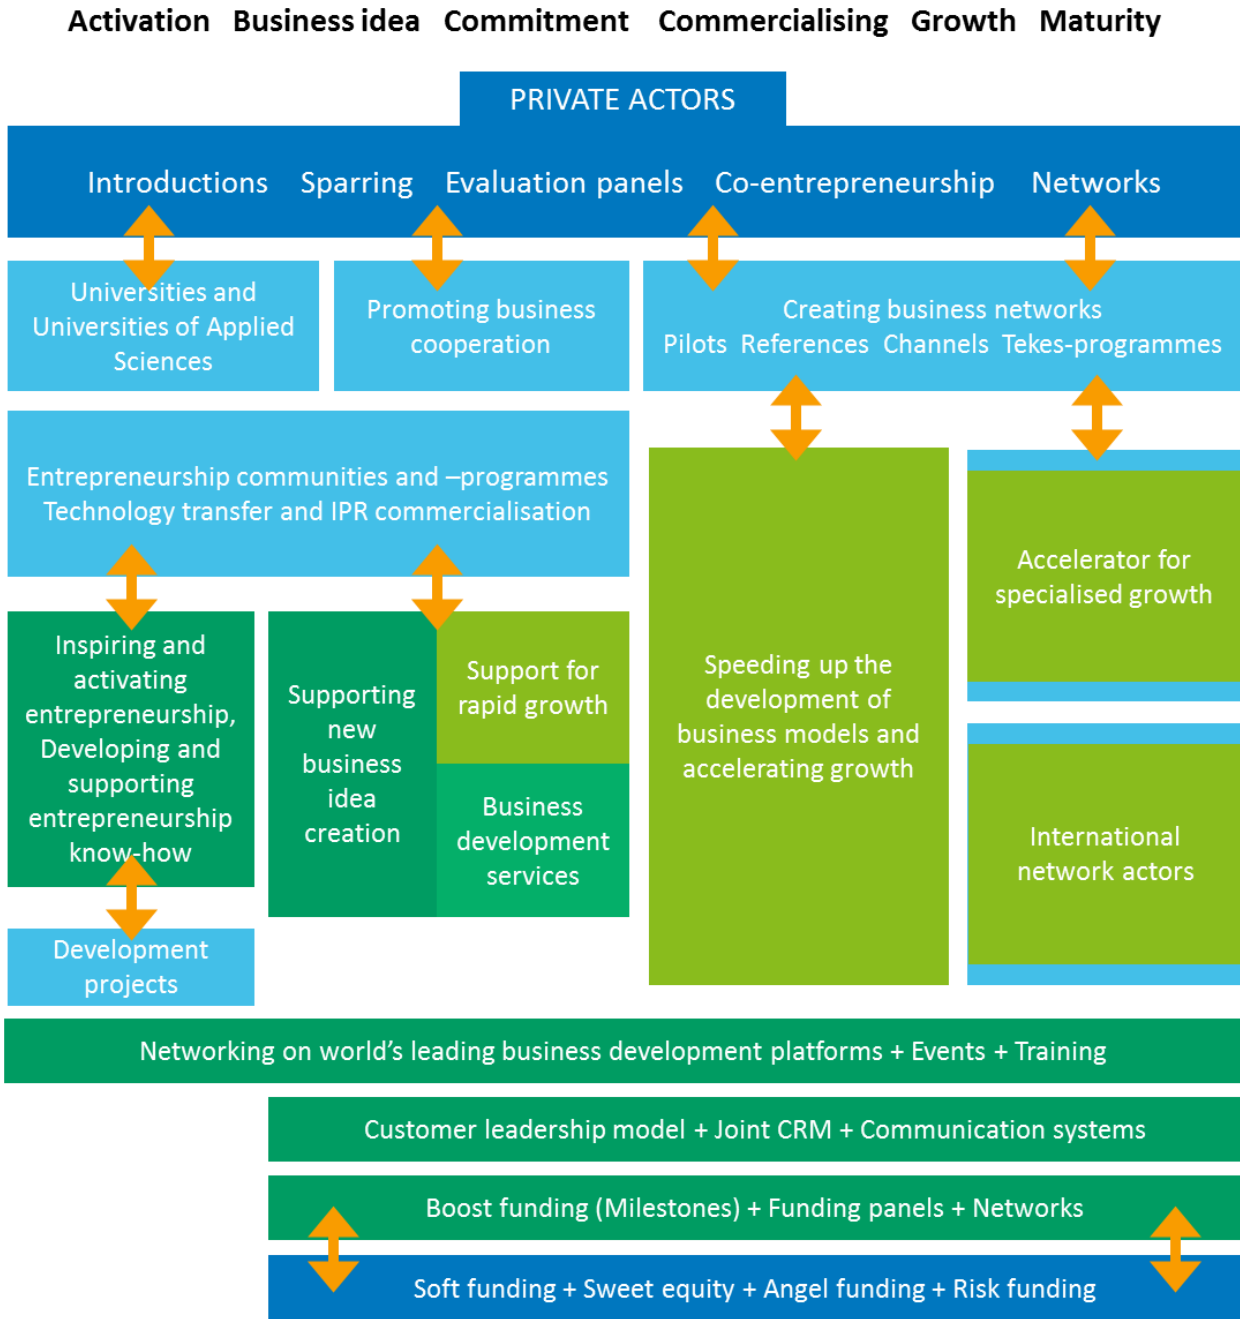 Activation Business idea Commitment Commercialising Growth Maturity
PRIVATE ACTORS
Introductions Sparring Evaluation panels Co-entrepreneurship Networks
Universities and
Universities of Applied
Sciences
Promoting business
cooperation
Creating business networks
Pilots References Channels Tekes-programmes
Entrepreneurship communities and –programmes
Technology transfer and IPR commercialisation
Inspiring and
activating
entrepreneurship,
Developing and
supporting
entrepreneurship
know-how
Supporting
new
business
idea
creation
Support for
rapid growth
Business
development
services
Speeding up the
development of
business models and
accelerating growth
Accelerator for
specialised growth
International
network actors
Development
projects
Networking on world’s leading business development platforms + Events + Training
Customer leadership model + Joint CRM + Communication systems
Boost funding (Milestones) + Funding panels + Networks
Soft funding + Sweet equity + Angel funding + Risk funding